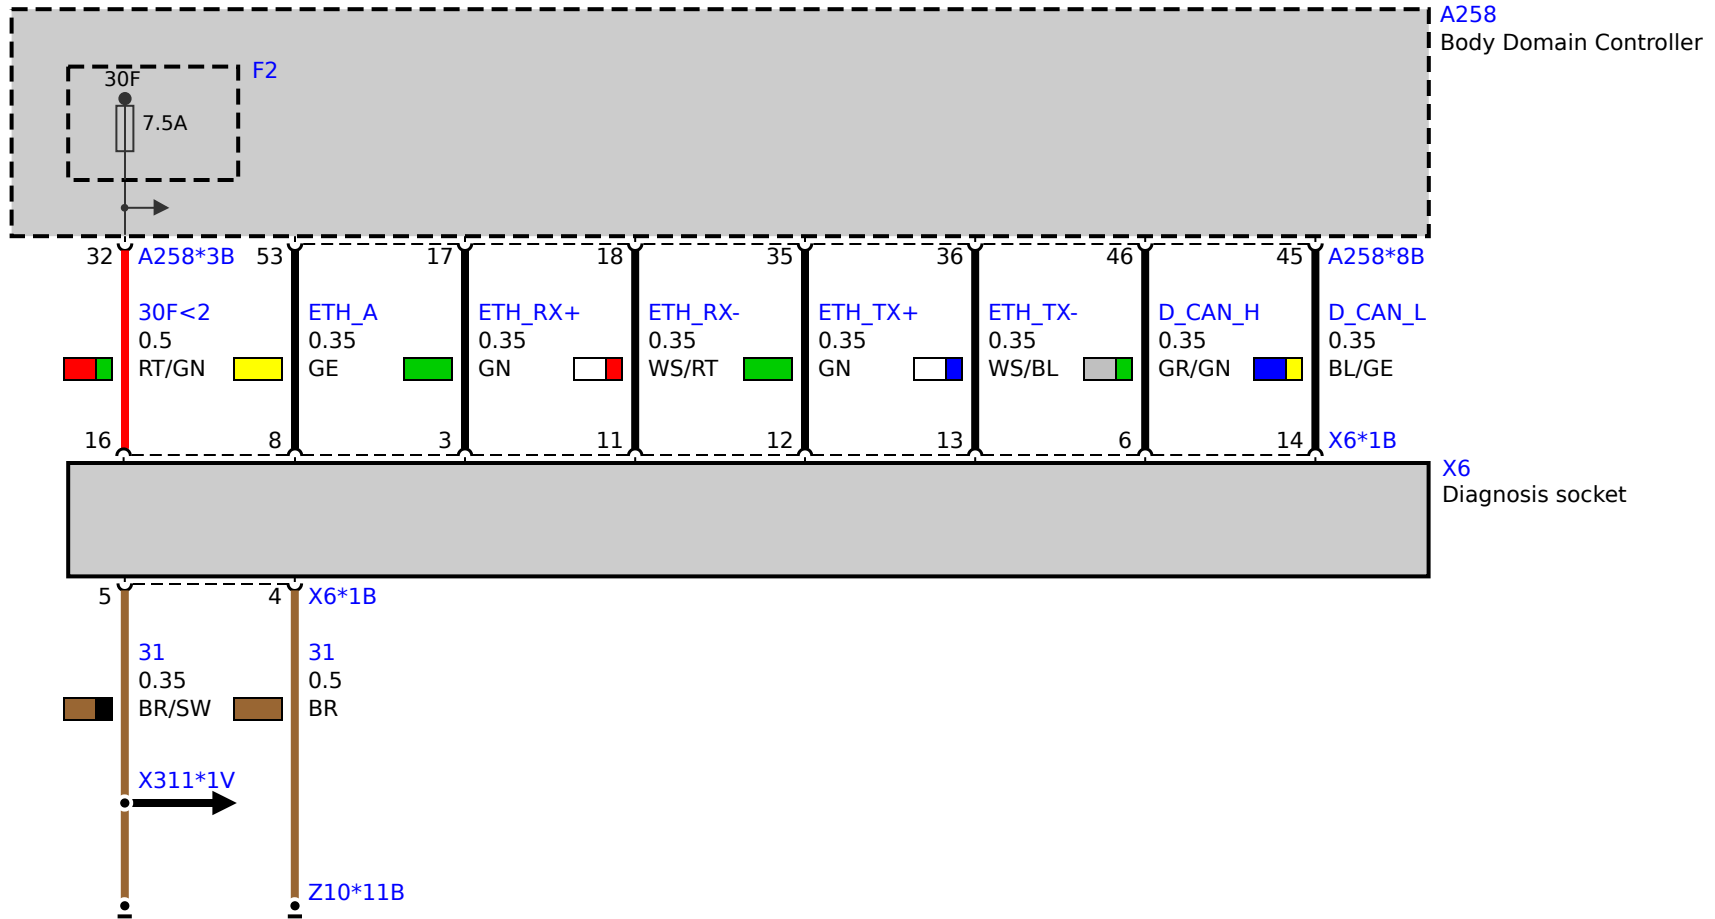 A258
Body Domain Controller
F2
30F
7.5A
32 A258*3B 53 17 18 35 36 46 45 A258*8B
30F<2 ETH_A ETH_RX+ ETH_RX- ETH_TX+ ETH_TX- D_CAN_H D_CAN_L
0.5 0.35 0.35 0.35 0.35 0.35 0.35 0.35
RT/GN GE GN WS/RT GN WS/BL GR/GN BL/GE
16 8 3 11 12 13 6 14 X6*1B
X6
Diagnosis socket
5 4 X6*1B
31 31
0.35 0.5
BR/SW BR
X311*1V
Z10*11B